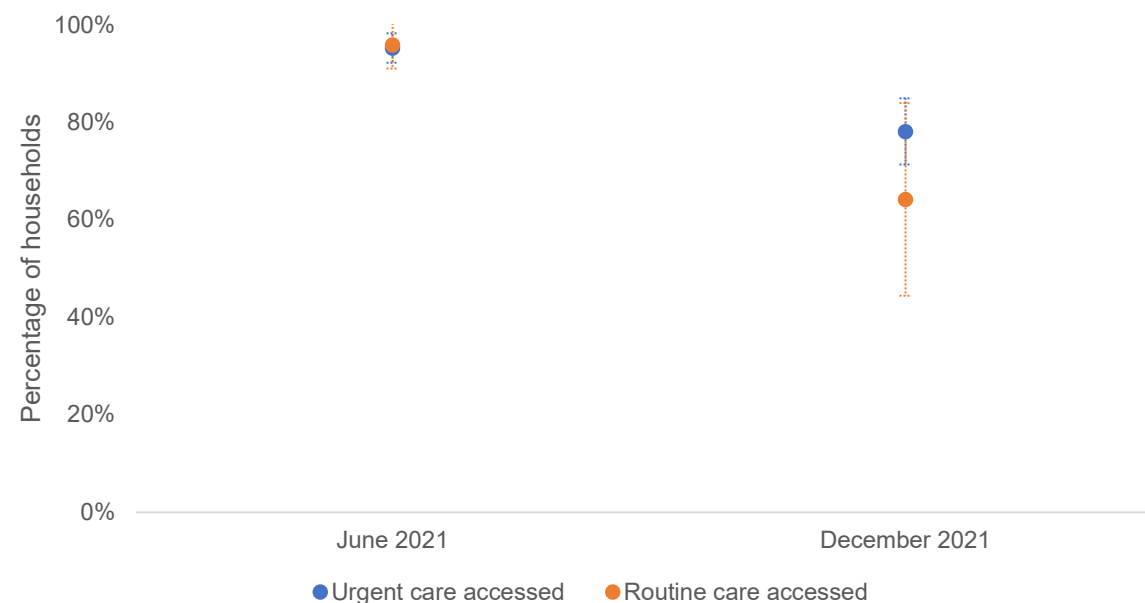 Percentage of households
100%
80%
60%
40%
20%
0%
June 2021
December 2021
Urgent care accessed
Routine care accessed